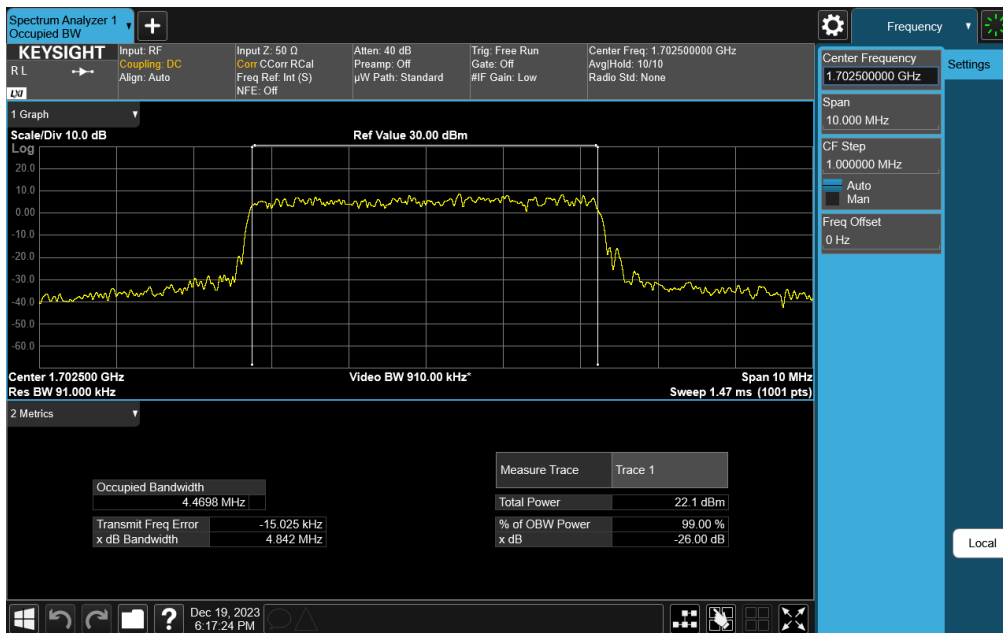 Spectrum Analyzer 1
Occupied BW
Frequency
KEYSIGHT
R L
LXI
Input: RF
Coupling: DC
Align: Auto
Input Z: 50 Ω
Corr CCorr RCal
Freq Ref: Int (S)
NFE: Off
Atten: 40 dB
Preamp: Off
µW Path: Standard
Trig: Free Run
Gate: Off
#IF Gain: Low
Center Freq: 1.702500000 GHz
Avg|Hold: 10/10
Radio Std: None
Center Frequency
1.702500000 GHz
Settings
Span
10.000 MHz
CF Step
1.000000 MHz
Auto
Man
Freq Offset
0 Hz
Local
1 Graph
Scale/Div 10.0 dB
Ref Value 30.00 dBm
Log
20.0
10.0
0.00
-10.0
-20.0
-30.0
-40.0
-50.0
-60.0
Center 1.702500 GHz
Video BW 910.00 kHz*
Span 10 MHz
Res BW 91.000 kHz
Sweep 1.47 ms (1001 pts)
2 Metrics
Measure Trace Trace 1
Occupied Bandwidth
4.4698 MHz
Total Power 22.1 dBm
Transmit Freq Error -15.025 kHz
% of OBW Power 99.00 %
x dB Bandwidth 4.842 MHz
x dB -26.00 dB
?
Dec 19, 2023
6:17:24 PM